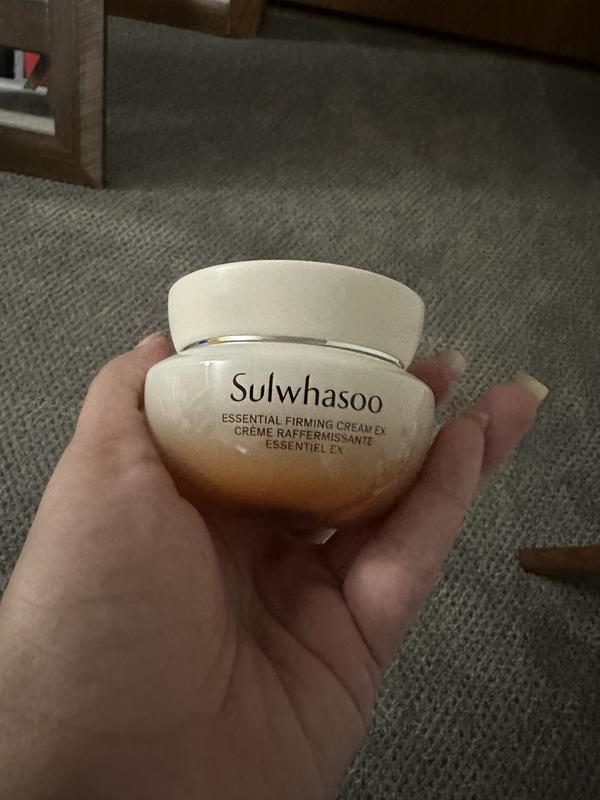 Sulwhasoo
ESSENTIAL FIRMING CREAM EX
CRÈME RAFFERMISSANTE
ESSENTIEL EX